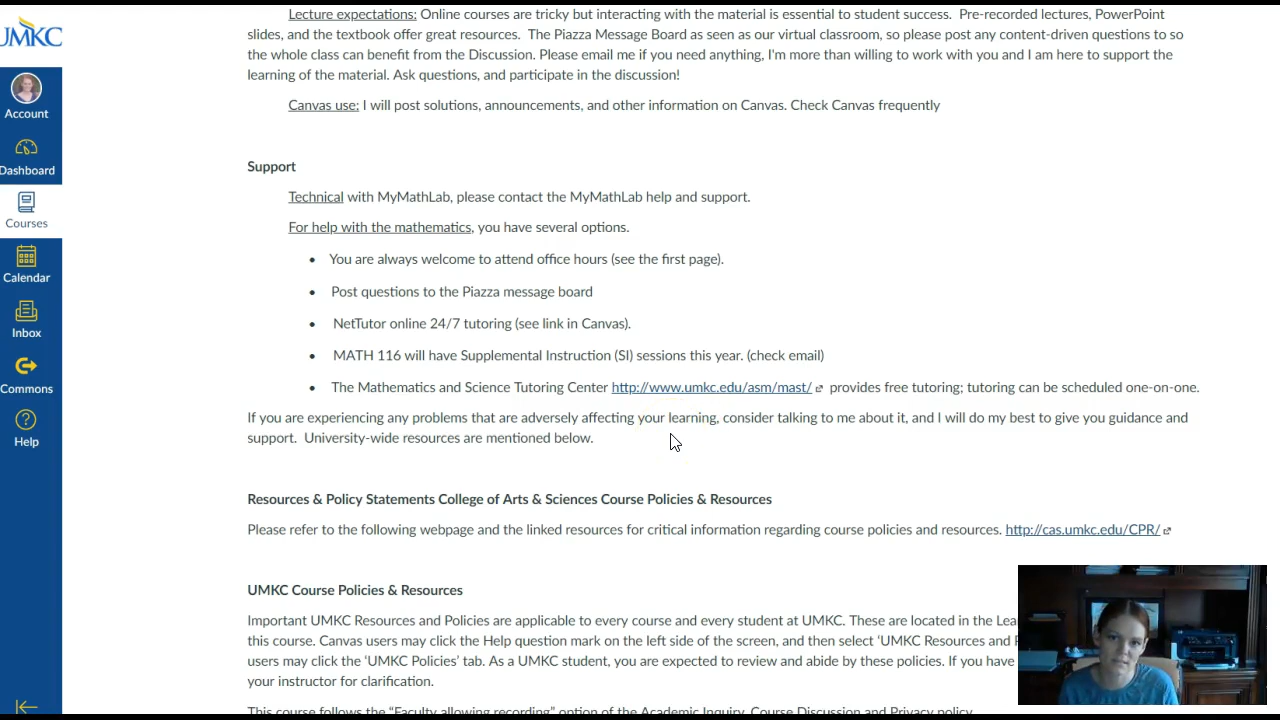 UMKC
Account
Dashboard
Courses
Calendar
Inbox
Commons
Help
Lecture expectations: Online courses are tricky but interacting with the material is essential to student success. Pre-recorded lectures, PowerPoint
slides, and the textbook offer great resources. The Piazza Message Board as seen as our virtual classroom, so please post any content-driven questions to so
the whole class can benefit from the Discussion. Please email me if you need anything, I'm more than willing to work with you and I am here to support the
learning of the material. Ask questions, and participate in the discussion!
Canvas use: I will post solutions, announcements, and other information on Canvas. Check Canvas frequently
Support
Technical with MyMathLab, please contact the MyMathLab help and support.
For help with the mathematics, you have several options.
• You are always welcome to attend office hours (see the first page).
• Post questions to the Piazza message board
• NetTutor online 24/7 tutoring (see link in Canvas).
• MATH 116 will have Supplemental Instruction (SI) sessions this year. (check email)
• The Mathematics and Science Tutoring Center http://www.umkc.edu/asm/mast/ provides free tutoring; tutoring can be scheduled one-on-one.
If you are experiencing any problems that are adversely affecting your learning, consider talking to me about it, and I will do my best to give you guidance and
support. University-wide resources are mentioned below.
Resources & Policy Statements College of Arts & Sciences Course Policies & Resources
Please refer to the following webpage and the linked resources for critical information regarding course policies and resources. http://cas.umkc.edu/CPR/
UMKC Course Policies & Resources
Important UMKC Resources and Policies are applicable to every course and every student at UMKC. These are located in the Lea
this course. Canvas users may click the Help question mark on the left side of the screen, and then select ‘UMKC Resources and P
users may click the ‘UMKC Policies’ tab. As a UMKC student, you are expected to review and abide by these policies. If you have
your instructor for clarification.
This course follows the “Faculty allowing recording” option of the Academic Inquiry, Course Discussion and Privacy policy